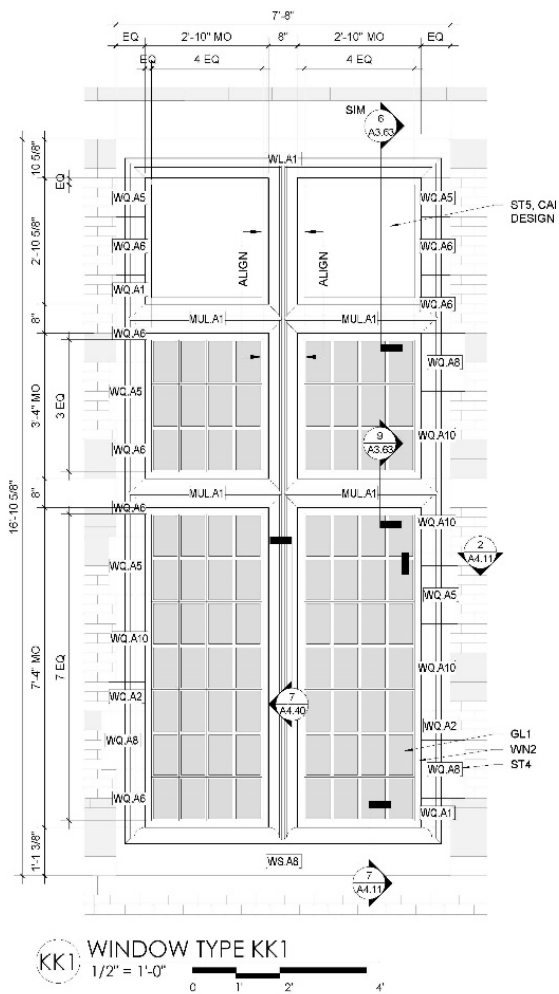 7'-8"
EQ 2'-10" MO 8" 2'-10" MO EQ
EQ 4 EQ 4 EQ
SIM
6
A3.63
10 5/8"
WL.A1
EQ
WQ.A5 WQ.A5
ST5, CA
DESIGN
2'-10 5/8"
WQ.A6 WQ.A6
ALIGN ALIGN
WQ.A1 WQ.A6
8"
MUL.A1 MUL.A1
WQ.A6
WQ.A8
3'-4" MO
3 EQ
WQ.A5
WQ.A10
9
A3.63
WQ.A6
16'-10 5/8"
8"
MUL.A1 MUL.A1
WQ.A6
WQ.A10
2
A4.11
WQ.A5
WQ.A5
7'-4" MO
7 EQ
WQ.A10
WQ.A10
WQ.A2
7
A4.40
WQ.A2
WQ.A8
GL1
WN2
WQ.A8
ST4
WQ.A6
WQ.A1
1'-1 3/8"
WS.A6
7
A4.11
KK1 WINDOW TYPE KK1
1/2" = 1'-0"
0' 1' 2' 4'